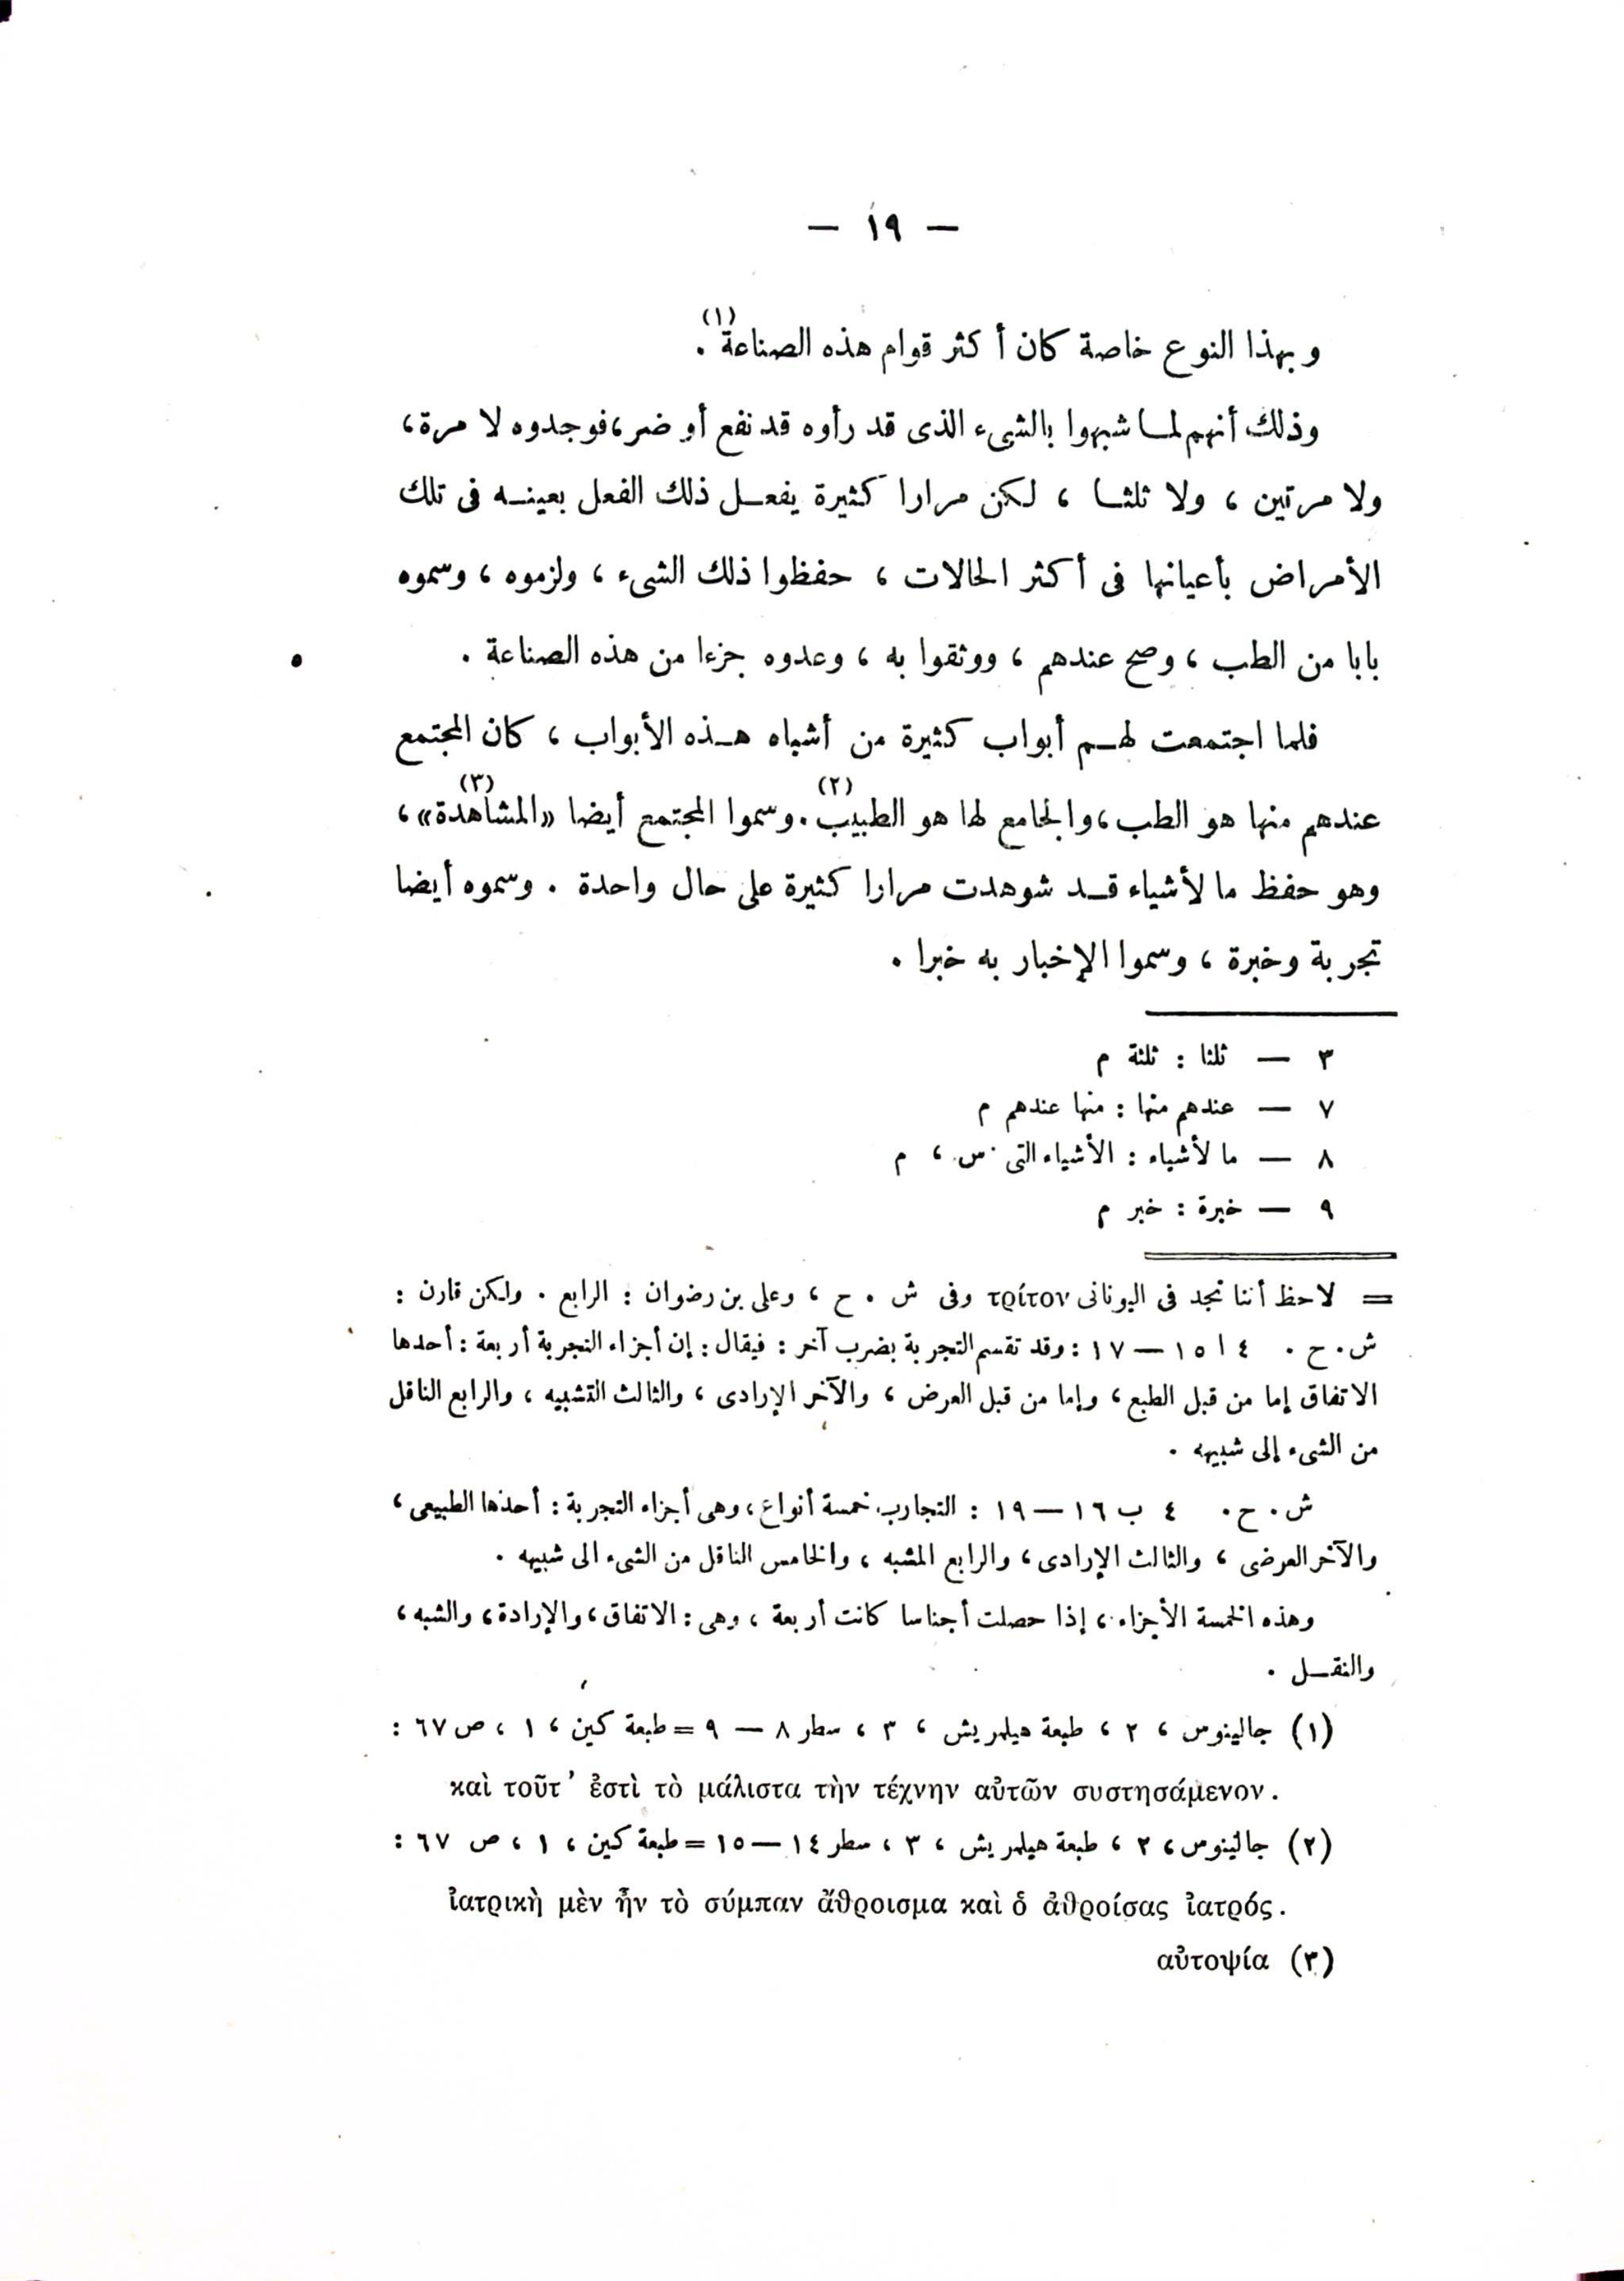 — ١٩ —
وبهذا النوع خاصة كان أكثر قوام هذه الصناعة (١) .
وذلك أنهم لما شبهوا بالشىء الذى قد رأوه قد نفع أو ضر، فوجدوه لا مرة،
ولا مرتين ، ولا ثلثا ، لكن مرارا كثيرة يفعل ذلك الفعل بعينه فى تلك
الأمراض بأعيانها فى أكثر الحالات ، حفظوا ذلك الشىء ، ولزموه ، وسموه
بابا من الطب ، وصح عندهم ، ووثقوا به ، وعدوه جزءا من هذه الصناعة .
فلما اجتمعت لهم أبواب كثيرة من أشباه هذه الأبواب ، كان المجتمع
عندهم منها هو الطب ، والجامع لها هو الطبيب (٢) . وسموا المجتمع أيضا «المشاهدة» (٣) ،
وهو حفظ ما لأشياء قد شوهدت مرارا كثيرة على حال واحدة . وسموه أيضا
تجربة وخبرة ، وسموا الإخبار به خبرا .
٣ — ثلثا : ثلثة م
٧ — عندهم منها : منها عندهم م
٨ — ما لأشياء : الأشياء التى س ، م
٩ — خبرة : خبر م
= لاحظ أننا نجد فى اليونانى τρίτον وفى ش . ح ، وعلى بن رضوان : الرابع . ولكن قارن :
ش . ح . ٤ ا ١٥ — ١٧ : وقد تقسم التجربة بضرب آخر : فيقال : إن أجزاء التجربة أربعة : أحدها
الاتفاق إما من قبل الطبع ، وإما من قبل العرض ، والآخر الإرادى ، والثالث التشبيه ، والرابع الناقل
من الشىء إلى شبيهه .
ش . ح . ٤ ب ١٦ — ١٩ : التجارب خمسة أنواع ، وهى أجزاء التجربة : أحدها الطبيعى ،
والآخر العرضى ، والثالث الإرادى ، والرابع المشبه ، والخامس الناقل من الشىء الى شبيهه .
وهذه الخمسة الأجزاء ، إذا حصلت أجناسا كانت أربعة ، وهى : الاتفاق ، والإرادة ، والشبه ،
والنقل .
(١) جالينوس ، ٢ ، طبعة هيلمريش ، ٣ ، سطر ٨ — ٩ = طبعة كين ، ١ ، ص ٦٧ :
καὶ τοῦτ’ ἐστὶ τὸ μάλιστα τὴν τέχνην αὐτῶν συστησάμενον.
(٢) جالينوس ، ٢ ، طبعة هيلمريش ، ٣ ، سطر ١٤ — ١٥ = طبعة كين ، ١ ، ص ٦٧ :
ἰατρικὴ μὲν ἦν τὸ σύμπαν ἄθροισμα καὶ ὁ ἀθροίσας ἰατρός.
(٣) αὐτοψία